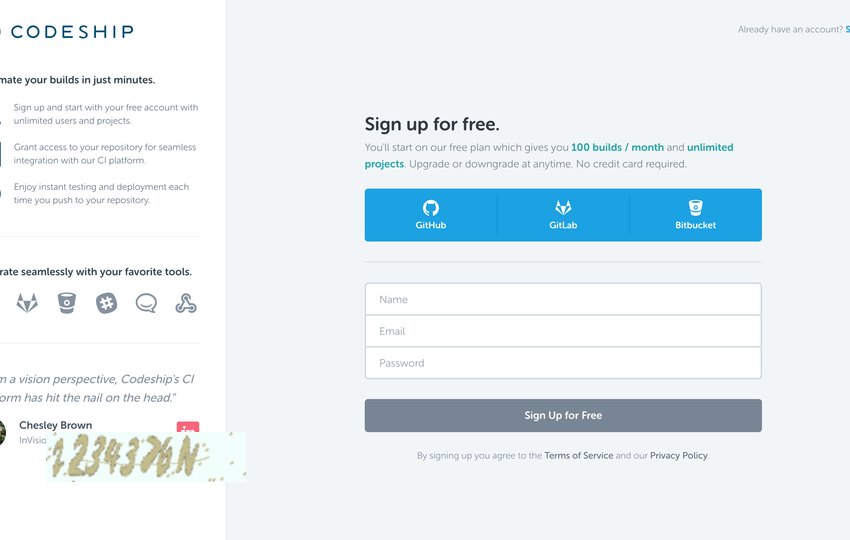 CODESHIP
mate your builds in just minutes.
Sign up and start with your free account with
unlimited users and projects.
Grant access to your repository for seamless
integration with our CI platform.
Enjoy instant testing and deployment each
time you push to your repository.
rate seamlessly with your favorite tools.
m a vision perspective, Codeship's CI
orm has hit the nail on the head."
Chesley Brown
InVisio
in
Already have an account? S
Sign up for free.
You'll start on our free plan which gives you 100 builds / month and unlimited
projects. Upgrade or downgrade at anytime. No credit card required.
GitHub
GitLab
Bitbucket
Name
Email
Password
Sign Up for Free
By signing up you agree to the Terms of Service and our Privacy Policy.